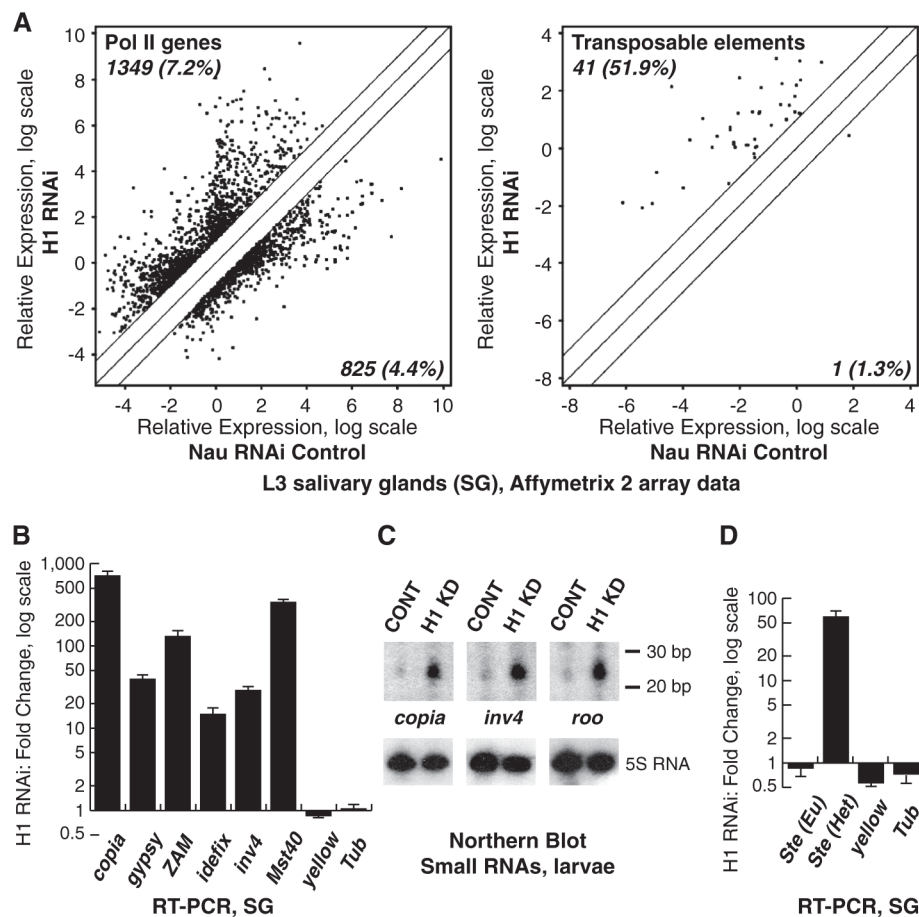 A
Pol II genes
1349 (7.2%)
825 (4.4%)
10
8
6
4
2
0
-2
-4
-4 -2 0 2 4 6 8 10
Relative Expression, log scale
H1 RNAi
Relative Expression, log scale
Nau RNAi Control
Transposable elements
41 (51.9%)
1 (1.3%)
4
2
0
-2
-4
-6
-8
-8 -6 -4 -2 0 2 4
Relative Expression, log scale
H1 RNAi
Relative Expression, log scale
Nau RNAi Control
L3 salivary glands (SG), Affymetrix 2 array data
B
H1 RNAi: Fold Change, log scale
1,000
500
200
100
50
20
10
5
2
1
0.5
copia gypsy ZAM idefix inv4 Mst40 yellow Tub
RT-PCR, SG
C
CONT H1 KD CONT H1 KD CONT H1 KD
30 bp
20 bp
copia inv4 roo
5S RNA
Northern Blot
Small RNAs, larvae
D
H1 RNAi: Fold Change, log scale
100
50
20
10
5
2
1
0.5
Ste (Eu) Ste (Het) yellow Tub
RT-PCR, SG